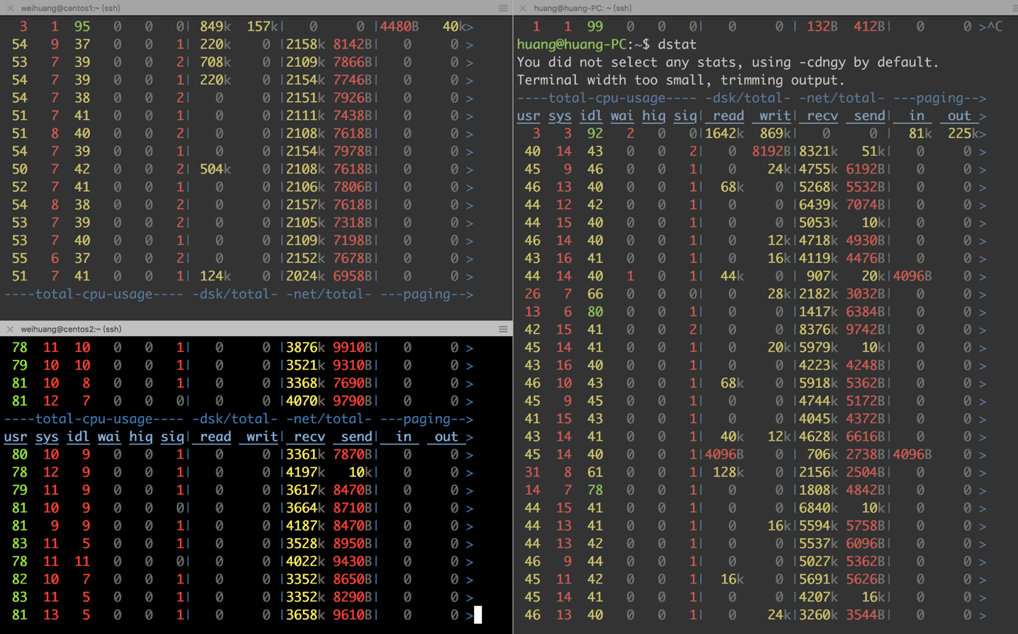 weihuang@centos1:~ (ssh)
3 1 95 0 0 0| 849k 157k| 0 0 |4480B 40k>
54 9 37 0 0 1| 220k 0 |2158k 8142B| 0 0 >
53 7 39 0 0 2| 708k 0 |2109k 7866B| 0 0 >
54 7 39 0 0 1| 220k 0 |2154k 7746B| 0 0 >
54 7 38 0 0 2| 0 0 |2151k 7926B| 0 0 >
51 7 41 0 0 1| 0 0 |2111k 7438B| 0 0 >
51 8 40 0 0 2| 0 0 |2108k 7618B| 0 0 >
54 7 39 0 0 1| 0 0 |2154k 7978B| 0 0 >
50 7 42 0 0 2| 504k 0 |2108k 7618B| 0 0 >
52 7 41 0 0 1| 0 0 |2106k 7806B| 0 0 >
54 8 38 0 0 2| 0 0 |2157k 7618B| 0 0 >
53 7 39 0 0 2| 0 0 |2105k 7318B| 0 0 >
53 7 40 0 0 1| 0 0 |2109k 7198B| 0 0 >
55 6 37 0 0 2| 0 0 |2152k 7678B| 0 0 >
51 7 41 0 0 1| 124k 0 |2024k 6958B| 0 0 >
----total-cpu-usage---- -dsk/total- -net/total- ---paging-->
weihuang@centos2:~ (ssh)
78 11 10 0 0 1| 0 0 |3876k 9910B| 0 0 >
79 10 10 0 0 1| 0 0 |3521k 9310B| 0 0 >
81 10 8 0 0 1| 0 0 |3368k 7690B| 0 0 >
81 12 7 0 0 0| 0 0 |4070k 9790B| 0 0 >
----total-cpu-usage---- -dsk/total- -net/total- ---paging-->
usr sys idl wai hiq siq| read writ| recv send| in out >
80 10 9 0 0 1| 0 0 |3361k 7870B| 0 0 >
78 12 9 0 0 1| 0 0 |4197k 10k| 0 0 >
79 11 9 0 0 1| 0 0 |3617k 8470B| 0 0 >
81 10 9 0 0 0| 0 0 |3664k 8710B| 0 0 >
81 9 9 0 0 1| 0 0 |4187k 8470B| 0 0 >
83 11 5 0 0 1| 0 0 |3528k 8950B| 0 0 >
78 11 11 0 0 0| 0 0 |4022k 9430B| 0 0 >
82 10 7 0 0 1| 0 0 |3352k 8650B| 0 0 >
83 11 5 0 0 1| 0 0 |3352k 8290B| 0 0 >
81 13 5 0 0 1| 0 0 |3658k 9610B| 0 0 >
huang@huang-PC: ~ (ssh)
1 1 99 0 0 0| 0 0 | 132B 412B| 0 0 >^C
huang@huang-PC:~$ dstat
You did not select any stats, using -cdngy by default.
Terminal width too small, trimming output.
----total-cpu-usage---- -dsk/total- -net/total- ---paging-->
usr sys idl wai hiq siq| read writ| recv send| in out >
3 3 92 2 0 0|1642k 869k| 0 0 | 81k 225k>
40 14 43 0 0 2| 0 8192B|8321k 51k| 0 0 >
45 9 46 0 0 1| 0 24k|4755k 6192B| 0 0 >
46 13 40 0 0 1| 68k 0 |5268k 5532B| 0 0 >
44 12 42 0 0 1| 0 0 |6439k 7074B| 0 0 >
44 15 40 0 0 1| 0 0 |5053k 10k| 0 0 >
46 14 40 0 0 1| 0 12k|4718k 4930B| 0 0 >
43 16 41 0 0 1| 0 16k|4119k 4476B| 0 0 >
44 14 40 1 0 1| 44k 0 | 907k 20k|4096B 0 >
26 7 66 0 0 0| 0 28k|2182k 3032B| 0 0 >
13 6 80 0 0 1| 0 0 |1417k 6384B| 0 0 >
42 15 41 0 0 2| 0 0 |8376k 9742B| 0 0 >
45 14 41 0 0 1| 0 20k|5979k 10k| 0 0 >
43 16 40 0 0 1| 0 0 |4223k 4248B| 0 0 >
46 10 43 0 0 1| 68k 0 |5918k 5362B| 0 0 >
45 9 45 0 0 1| 0 0 |4744k 5172B| 0 0 >
41 15 43 0 0 1| 0 0 |4045k 4372B| 0 0 >
43 14 41 0 0 1| 40k 12k|4628k 6616B| 0 0 >
45 14 40 0 0 1|4096B 0 | 706k 2738B|4096B 0 >
31 8 61 0 0 1| 128k 0 |2156k 2504B| 0 0 >
14 7 78 0 0 1| 0 0 |1808k 4842B| 0 0 >
44 15 41 0 0 1| 0 0 |6840k 10k| 0 0 >
44 13 41 0 0 1| 0 16k|5594k 5758B| 0 0 >
44 13 42 0 0 1| 0 0 |5537k 6096B| 0 0 >
46 9 44 0 0 1| 0 0 |5027k 5362B| 0 0 >
45 11 42 0 0 1| 16k 0 |5691k 5626B| 0 0 >
45 14 41 0 0 1| 0 0 |4207k 16k| 0 0 >
46 13 40 0 0 1| 0 24k|3260k 3544B| 0 0 >